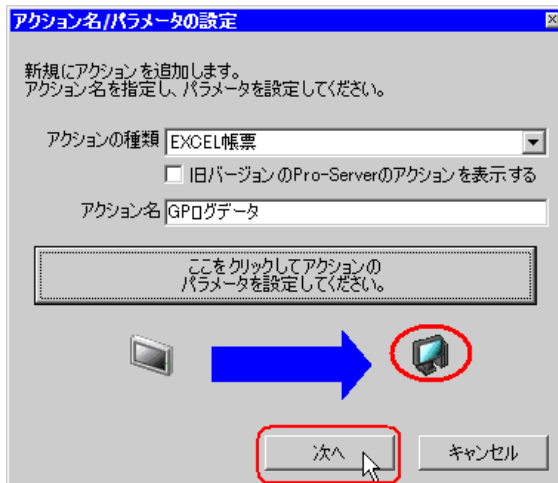 アクション名/パラメータの設定
新規にアクションを追加します。
アクション名を指定し、パラメータを設定してください。
アクションの種類 EXCEL帳票
旧バージョンのPro-Serverのアクションを表示する
アクション名 GPログデータ
ここをクリックしてアクションの
パラメータを設定してください。
次へ キャンセル